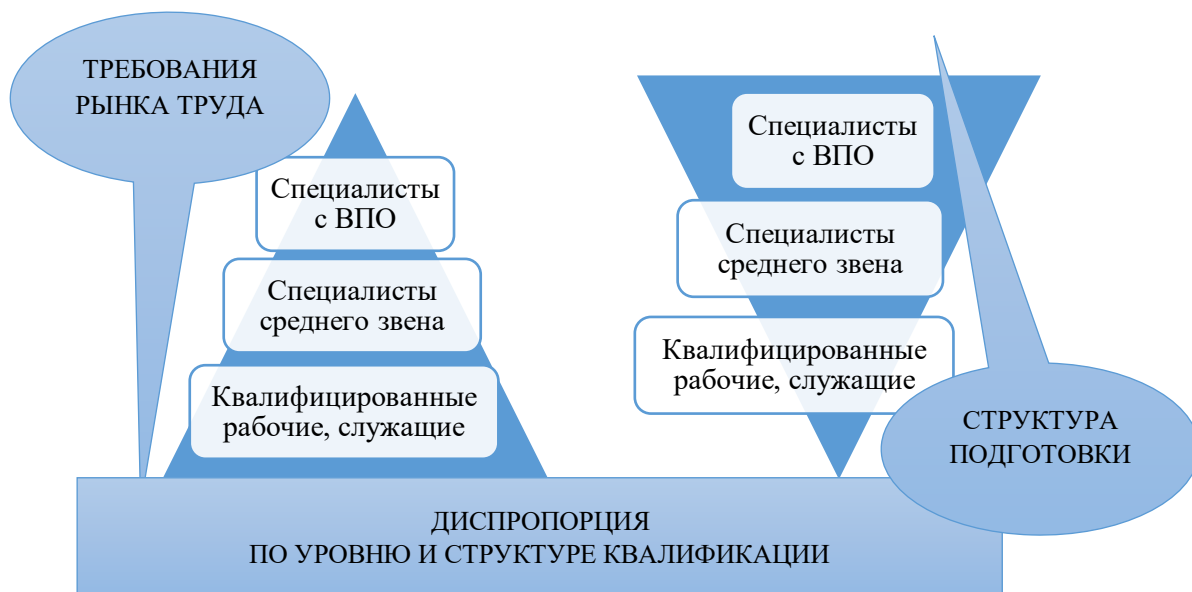 ТРЕБОВАНИЯ
РЫНКА ТРУДА
Специалисты
с ВПО
Специалисты
среднего звена
Квалифицированные
рабочие, служащие
Специалисты
с ВПО
Специалисты
среднего звена
Квалифицированные
рабочие, служащие
СТРУКТУРА
ПОДГОТОВКИ
ДИСПРОПОРЦИЯ
ПО УРОВНЮ И СТРУКТУРЕ КВАЛИФИКАЦИИ